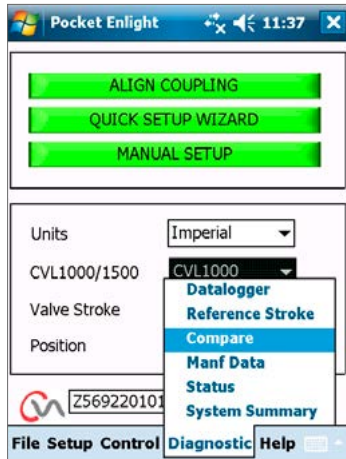 Pocket Enlight 11:37
ALIGN COUPLING
QUICK SETUP WIZARD
MANUAL SETUP
Units Imperial
CVL1000/1500 CVL1000
Valve Stroke
Position
Datalogger
Reference Stroke
Compare
Manf Data
Status
System Summary
Z569220101
File Setup Control Diagnostic Help